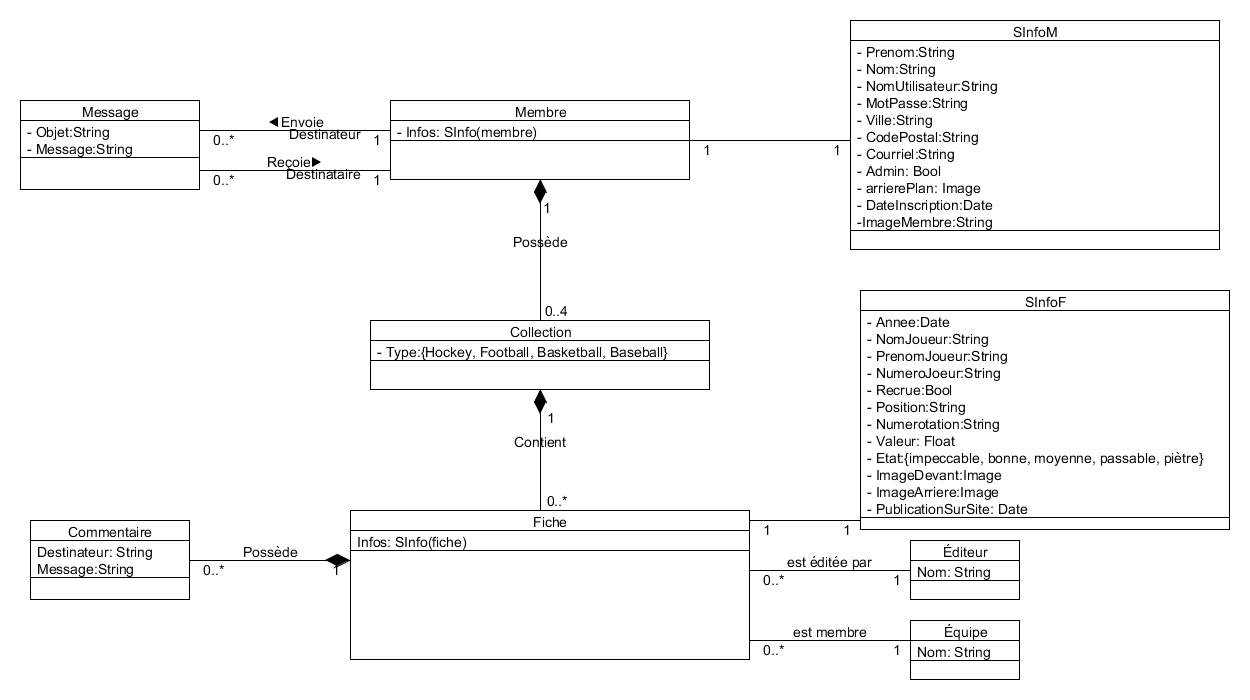 SInfoM
- Prenom:String
- Nom:String
- NomUtilisateur:String
- MotPasse:String
- Ville:String
- CodePostal:String
- Courriel:String
- Admin: Bool
- arrierePlan: Image
- DateInscription:Date
-ImageMembre:String
Message
- Objet:String
- Message:String
◄Envoie
Destinateur
0..*
1
Reçoie►
Destinataire
0..*
1
Membre
- Infos: SInfo(membre)
1
1
1
Possède
0..4
Collection
- Type:{Hockey, Football, Basketball, Baseball}
1
Contient
0..*
SInfoF
- Annee:Date
- NomJoueur:String
- PrenomJoueur:String
- NumeroJoeur:String
- Recrue:Bool
- Position:String
- Numerotation:String
- Valeur: Float
- Etat:{impeccable, bonne, moyenne, passable, piètre}
- ImageDevant:Image
- ImageArriere:Image
- PublicationSurSite: Date
Commentaire
Destinateur: String
Message:String
Possède
0..*
1
Fiche
Infos: SInfo(fiche)
1
1
est éditée par
0..*
1
Éditeur
Nom: String
est membre
0..*
1
Équipe
Nom: String